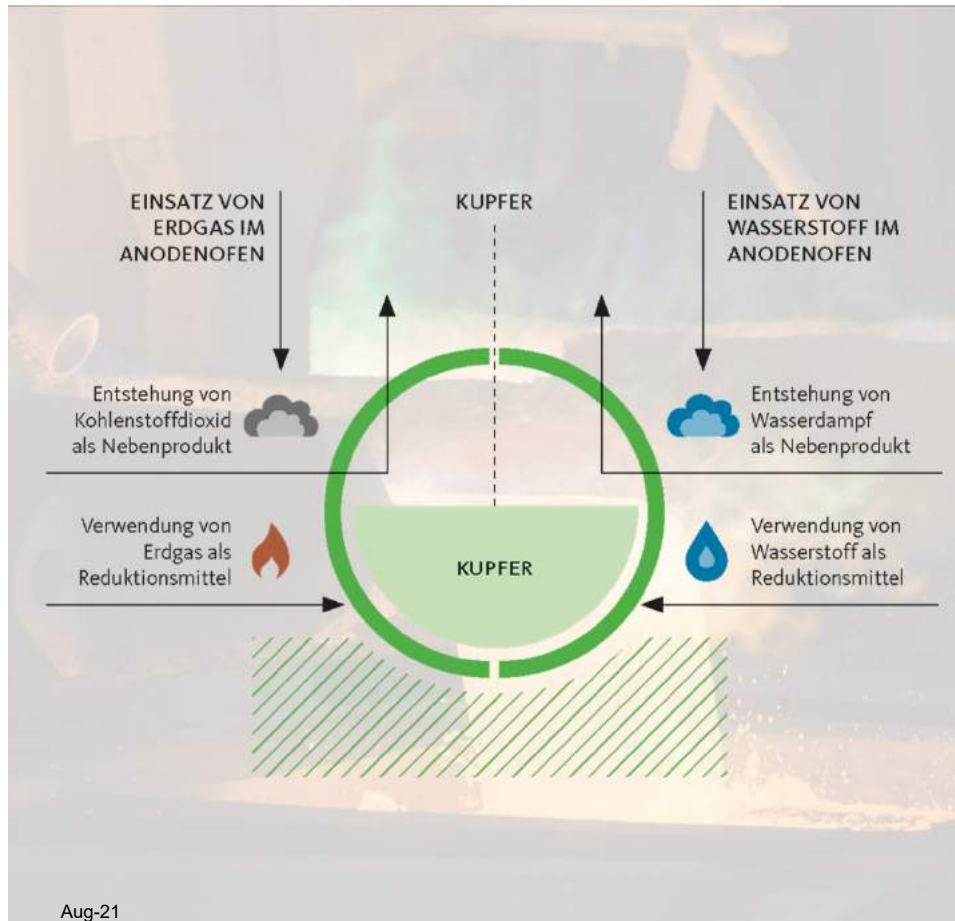 EINSATZ VON
ERDGAS IM
ANODENOFEN
KUPFER
EINSATZ VON
WASSERSTOFF IM
ANODENOFEN
Entstehung von
Kohlenstoffdioxid
als Nebenprodukt
Entstehung von
Wasserdampf
als Nebenprodukt
Verwendung von
Erdgas als
Reduktionsmittel
KUPFER
Verwendung von
Wasserstoff als
Reduktionsmittel
Aug-21